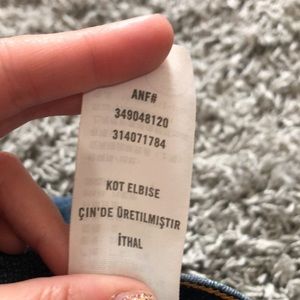 ANF#
349048120
314071784
KOT ELBISE
ÇIN'DE ÜRETILMIŞTIR
İTHAL